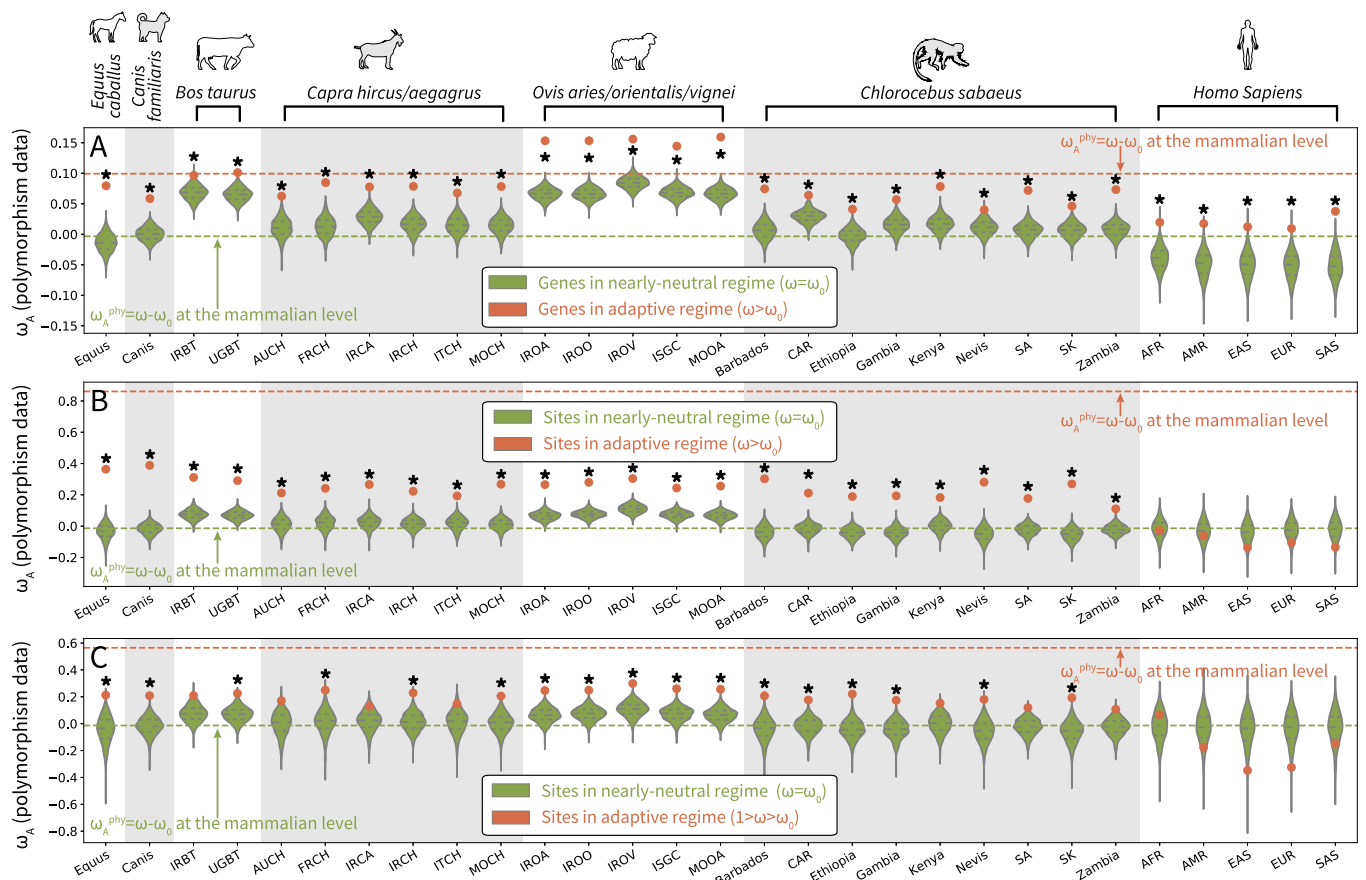 Equus caballus
Canis familiaris
Bos taurus
Capra hircus/aegagrus
Ovis aries/orientalis/vignei
Chlorocebus sabaeus
Homo Sapiens
A
ω_A (polymorphism data)
0.15
0.10
0.05
0.00
−0.05
−0.10
−0.15
ω_A^phy=ω-ω_0 at the mammalian level
ω_A^phy=ω-ω_0 at the mammalian level
Genes in nearly-neutral regime (ω=ω_0)
Genes in adaptive regime (ω>ω_0)
Equus Canis IRBT UGBT AUCH FRCH IRCA IRCH ITCH MOCH IROA IROO IROV ISGC MOOA Barbados CAR Ethiopia Gambia Kenya Nevis SA SK Zambia AFR AMR EAS EUR SAS
B
ω_A (polymorphism data)
0.8
0.6
0.4
0.2
0.0
−0.2
Sites in nearly-neutral regime (ω=ω_0)
Sites in adaptive regime (ω>ω_0)
ω_A^phy=ω-ω_0 at the mammalian level
ω_A^phy=ω-ω_0 at the mammalian level
Equus Canis IRBT UGBT AUCH FRCH IRCA IRCH ITCH MOCH IROA IROO IROV ISGC MOOA Barbados CAR Ethiopia Gambia Kenya Nevis SA SK Zambia AFR AMR EAS EUR SAS
C
ω_A (polymorphism data)
0.6
0.4
0.2
0.0
−0.2
−0.4
−0.6
−0.8
ω_A^phy=ω-ω_0 at the mammalian level
Sites in nearly-neutral regime (ω=ω_0)
Sites in adaptive regime (1>ω>ω_0)
ω_A^phy=ω-ω_0 at the mammalian level
Equus Canis IRBT UGBT AUCH FRCH IRCA IRCH ITCH MOCH IROA IROO IROV ISGC MOOA Barbados CAR Ethiopia Gambia Kenya Nevis SA SK Zambia AFR AMR EAS EUR SAS